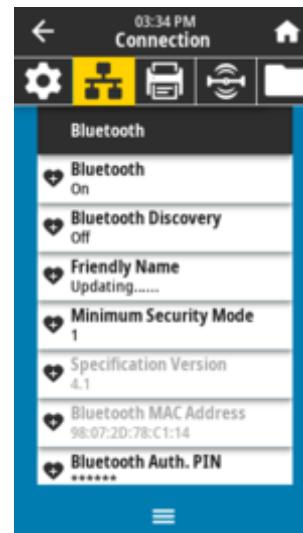 03:34 PM
Connection
Bluetooth
Bluetooth
On
Bluetooth Discovery
Off
Friendly Name
Updating......
Minimum Security Mode
1
Specification Version
4.1
Bluetooth MAC Address
98:07:2D:78:C1:14
Bluetooth Auth. PIN
******